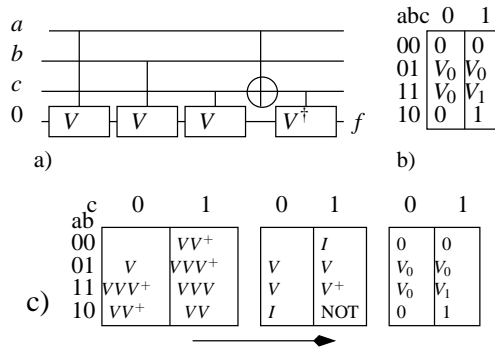 a
b
c
0 V V V V† f
a)
abc 0 1
00 0 0
01 V₀ V₀
11 V₀ V₁
10 0 1
b)
c 0 1 0 1 0 1
ab
00 VV⁺ I 0 0
01 V VVV⁺ V V V₀ V₀
11 VVV⁺ VVV V V⁺ V₀ V₁
10 VV⁺ VV I NOT 0 1
c)